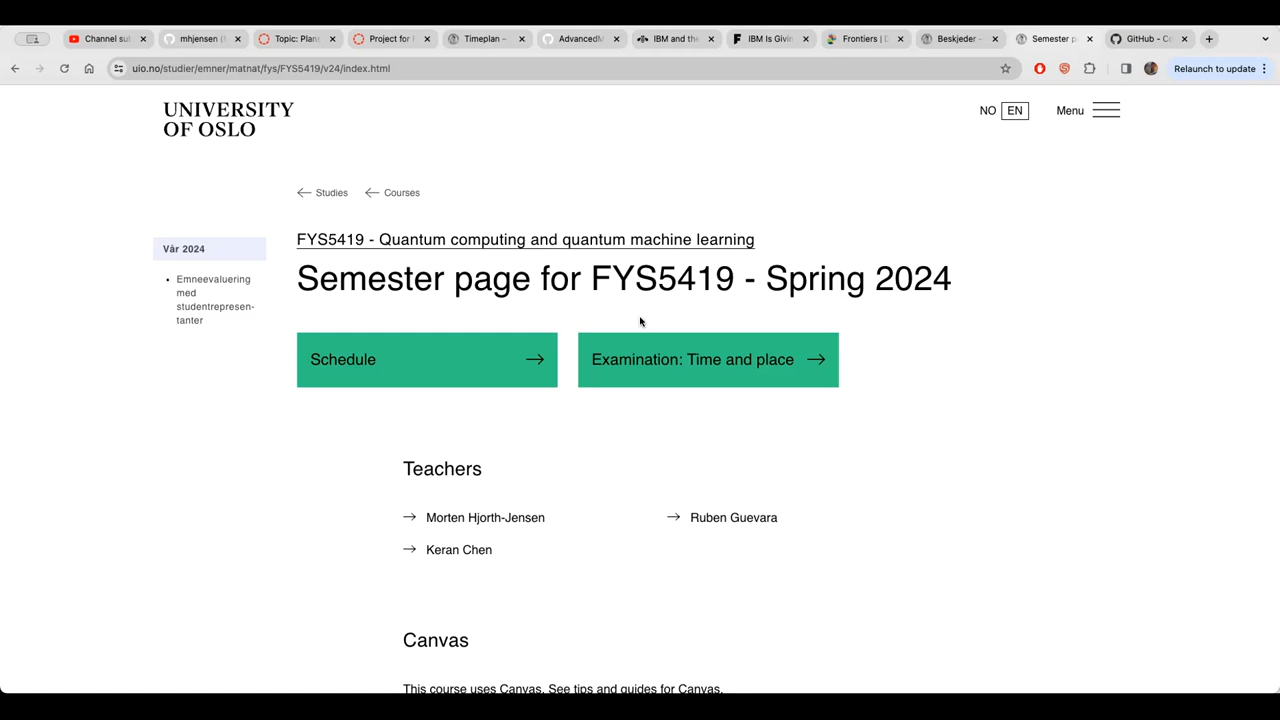 Channel su
mhjensen (
Topic: Plan
Project for
Timeplan –
AdvancedM
IBM and the
IBM Is Givin
Frontiers | D
Beskjeder –
Semester p
GitHub - C
uio.no/studier/emner/matnat/fys/FYS5419/v24/index.html
Relaunch to update
UNIVERSITY
OF OSLO
NO EN Menu
Studies Courses
Vår 2024
Emneevaluering
med
studentrepresen-
tanter
FYS5419 - Quantum computing and quantum machine learning
Semester page for FYS5419 - Spring 2024
Schedule
Examination: Time and place
Teachers
Morten Hjorth-Jensen
Ruben Guevara
Keran Chen
Canvas
This course uses Canvas. See tips and guides for Canvas.